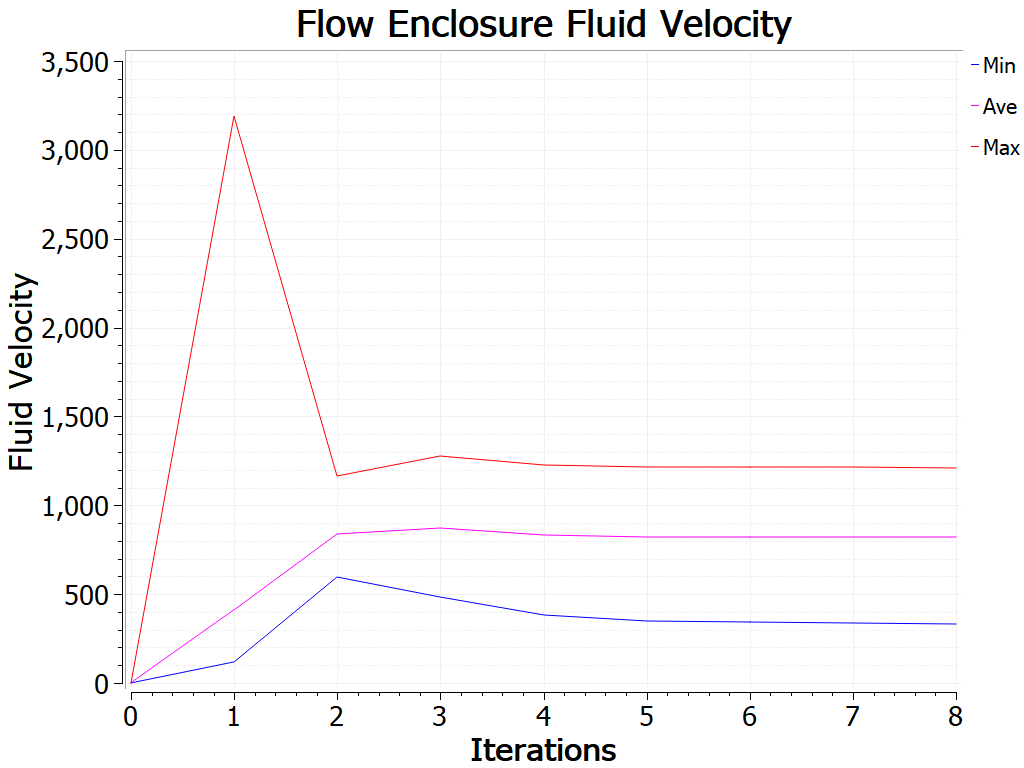 Flow Enclosure Fluid Velocity
3,500
3,000
2,500
2,000
1,500
1,000
500
0
Fluid Velocity
0 1 2 3 4 5 6 7 8
Iterations
Min
Ave
Max